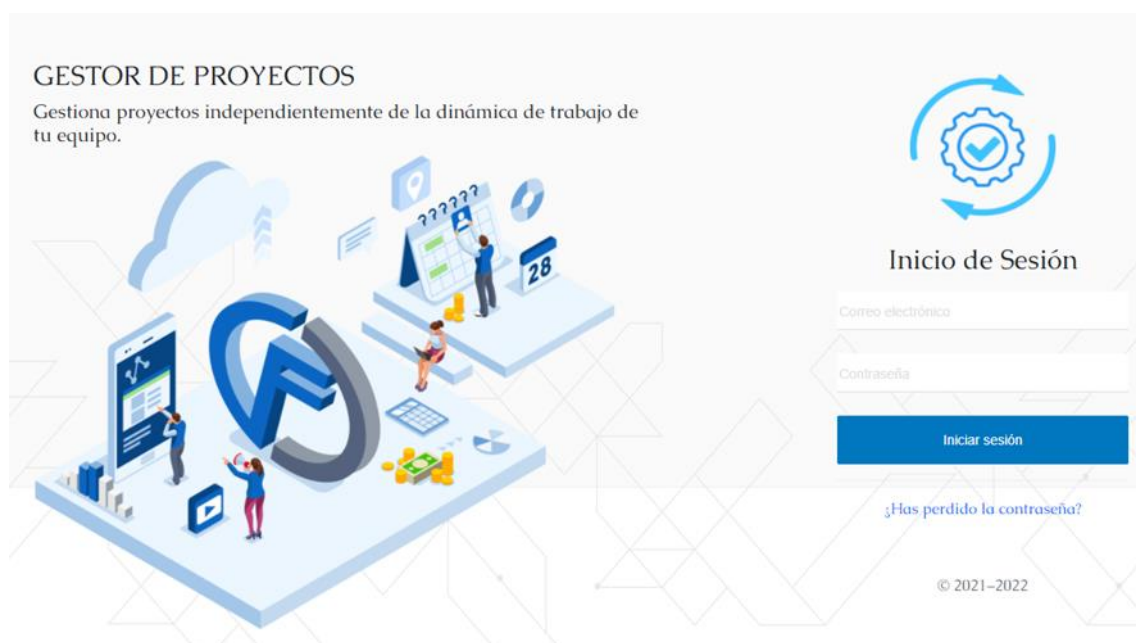 GESTOR DE PROYECTOS
Gestiona proyectos independientemente de la dinámica de trabajo de
tu equipo.
??????
28
Inicio de Sesión
Correo electrónico
Contraseña
Iniciar sesión
¿Has perdido la contraseña?
© 2021–2022